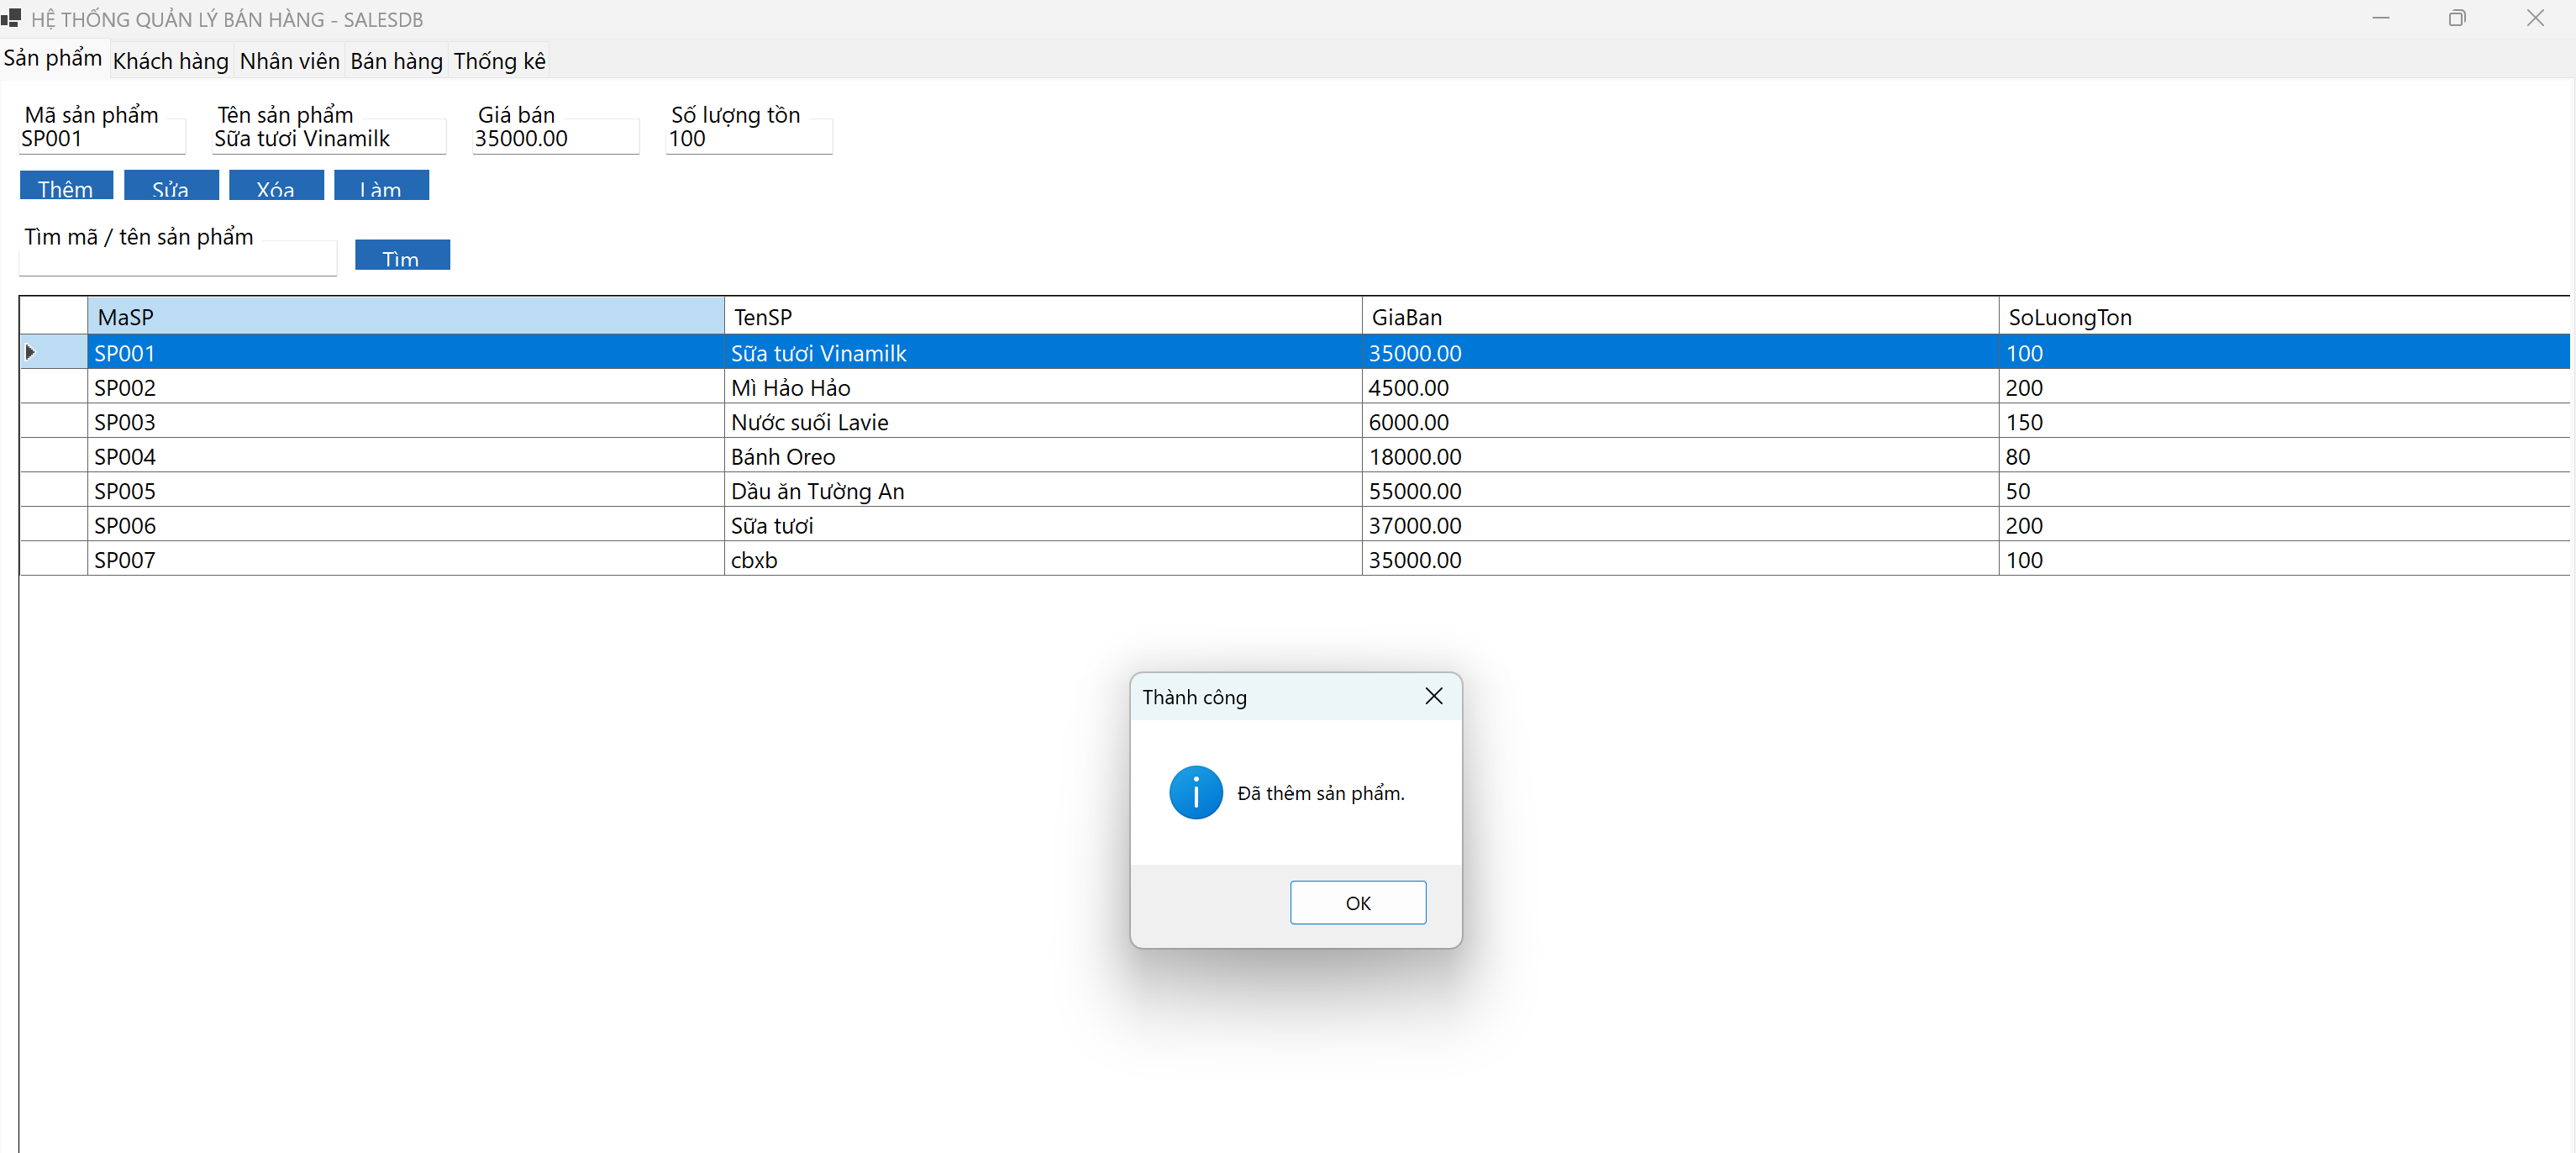 HỆ THỐNG QUẢN LÝ BÁN HÀNG - SALESDB
Sản phẩm Khách hàng Nhân viên Bán hàng Thống kê
Mã sản phẩm Tên sản phẩm Giá bán Số lượng tồn
SP001 Sữa tươi Vinamilk 35000.00 100
Thêm Sửa Xóa Làm
Tìm mã / tên sản phẩm
Tìm
MaSP TenSP GiaBan SoLuongTon
SP001 Sữa tươi Vinamilk 35000.00 100
SP002 Mì Hảo Hảo 4500.00 200
SP003 Nước suối Lavie 6000.00 150
SP004 Bánh Oreo 18000.00 80
SP005 Dầu ăn Tường An 55000.00 50
SP006 Sữa tươi 37000.00 200
SP007 cbxb 35000.00 100
Thành công
Đã thêm sản phẩm.
OK